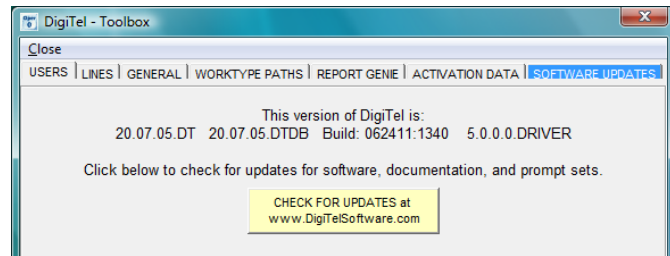 DigiTel - Toolbox
Close
USERS LINES GENERAL WORKTYPE PATHS REPORT GENIE ACTIVATION DATA SOFTWARE UPDATES
This version of DigiTel is:
20.07.05.DT 20.07.05.DTDB Build: 062411:1340 5.0.0.0.DRIVER
Click below to check for updates for software, documentation, and prompt sets.
CHECK FOR UPDATES at
www.DigiTelSoftware.com